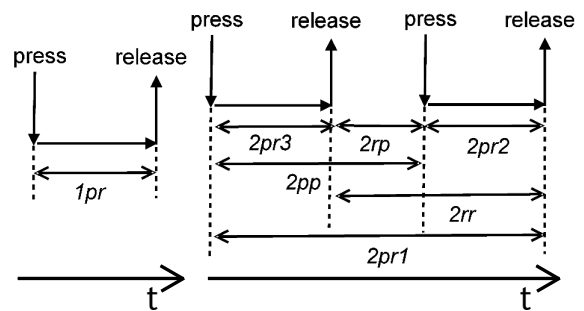 press
release
1pr
t
press
release
press
release
2pr3
2rp
2pr2
2pp
2rr
2pr1
t